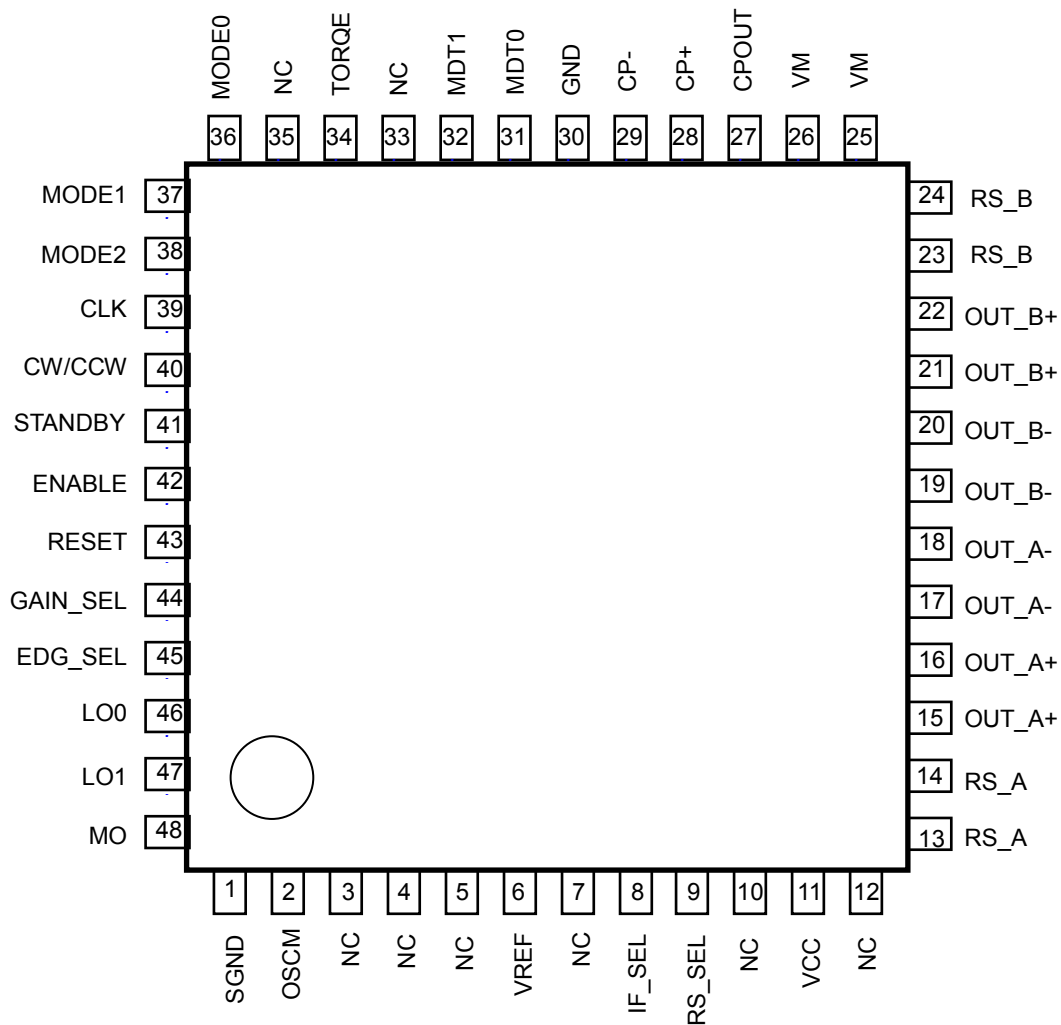 MODE0 NC TORQE NC MDT1 MDT0 GND CP- CP+ CPOUT VM VM
36 35 34 33 32 31 30 29 28 27 26 25
MODE1 37 24 RS_B
MODE2 38 23 RS_B
CLK 39 22 OUT_B+
CW/CCW 40 21 OUT_B+
STANDBY 41 20 OUT_B-
ENABLE 42 19 OUT_B-
RESET 43 18 OUT_A-
GAIN_SEL 44 17 OUT_A-
EDG_SEL 45 16 OUT_A+
LO0 46 15 OUT_A+
LO1 47 14 RS_A
MO 48 13 RS_A
1 2 3 4 5 6 7 8 9 10 11 12
SGND OSCM NC NC NC VREF NC IF_SEL RS_SEL NC VCC NC